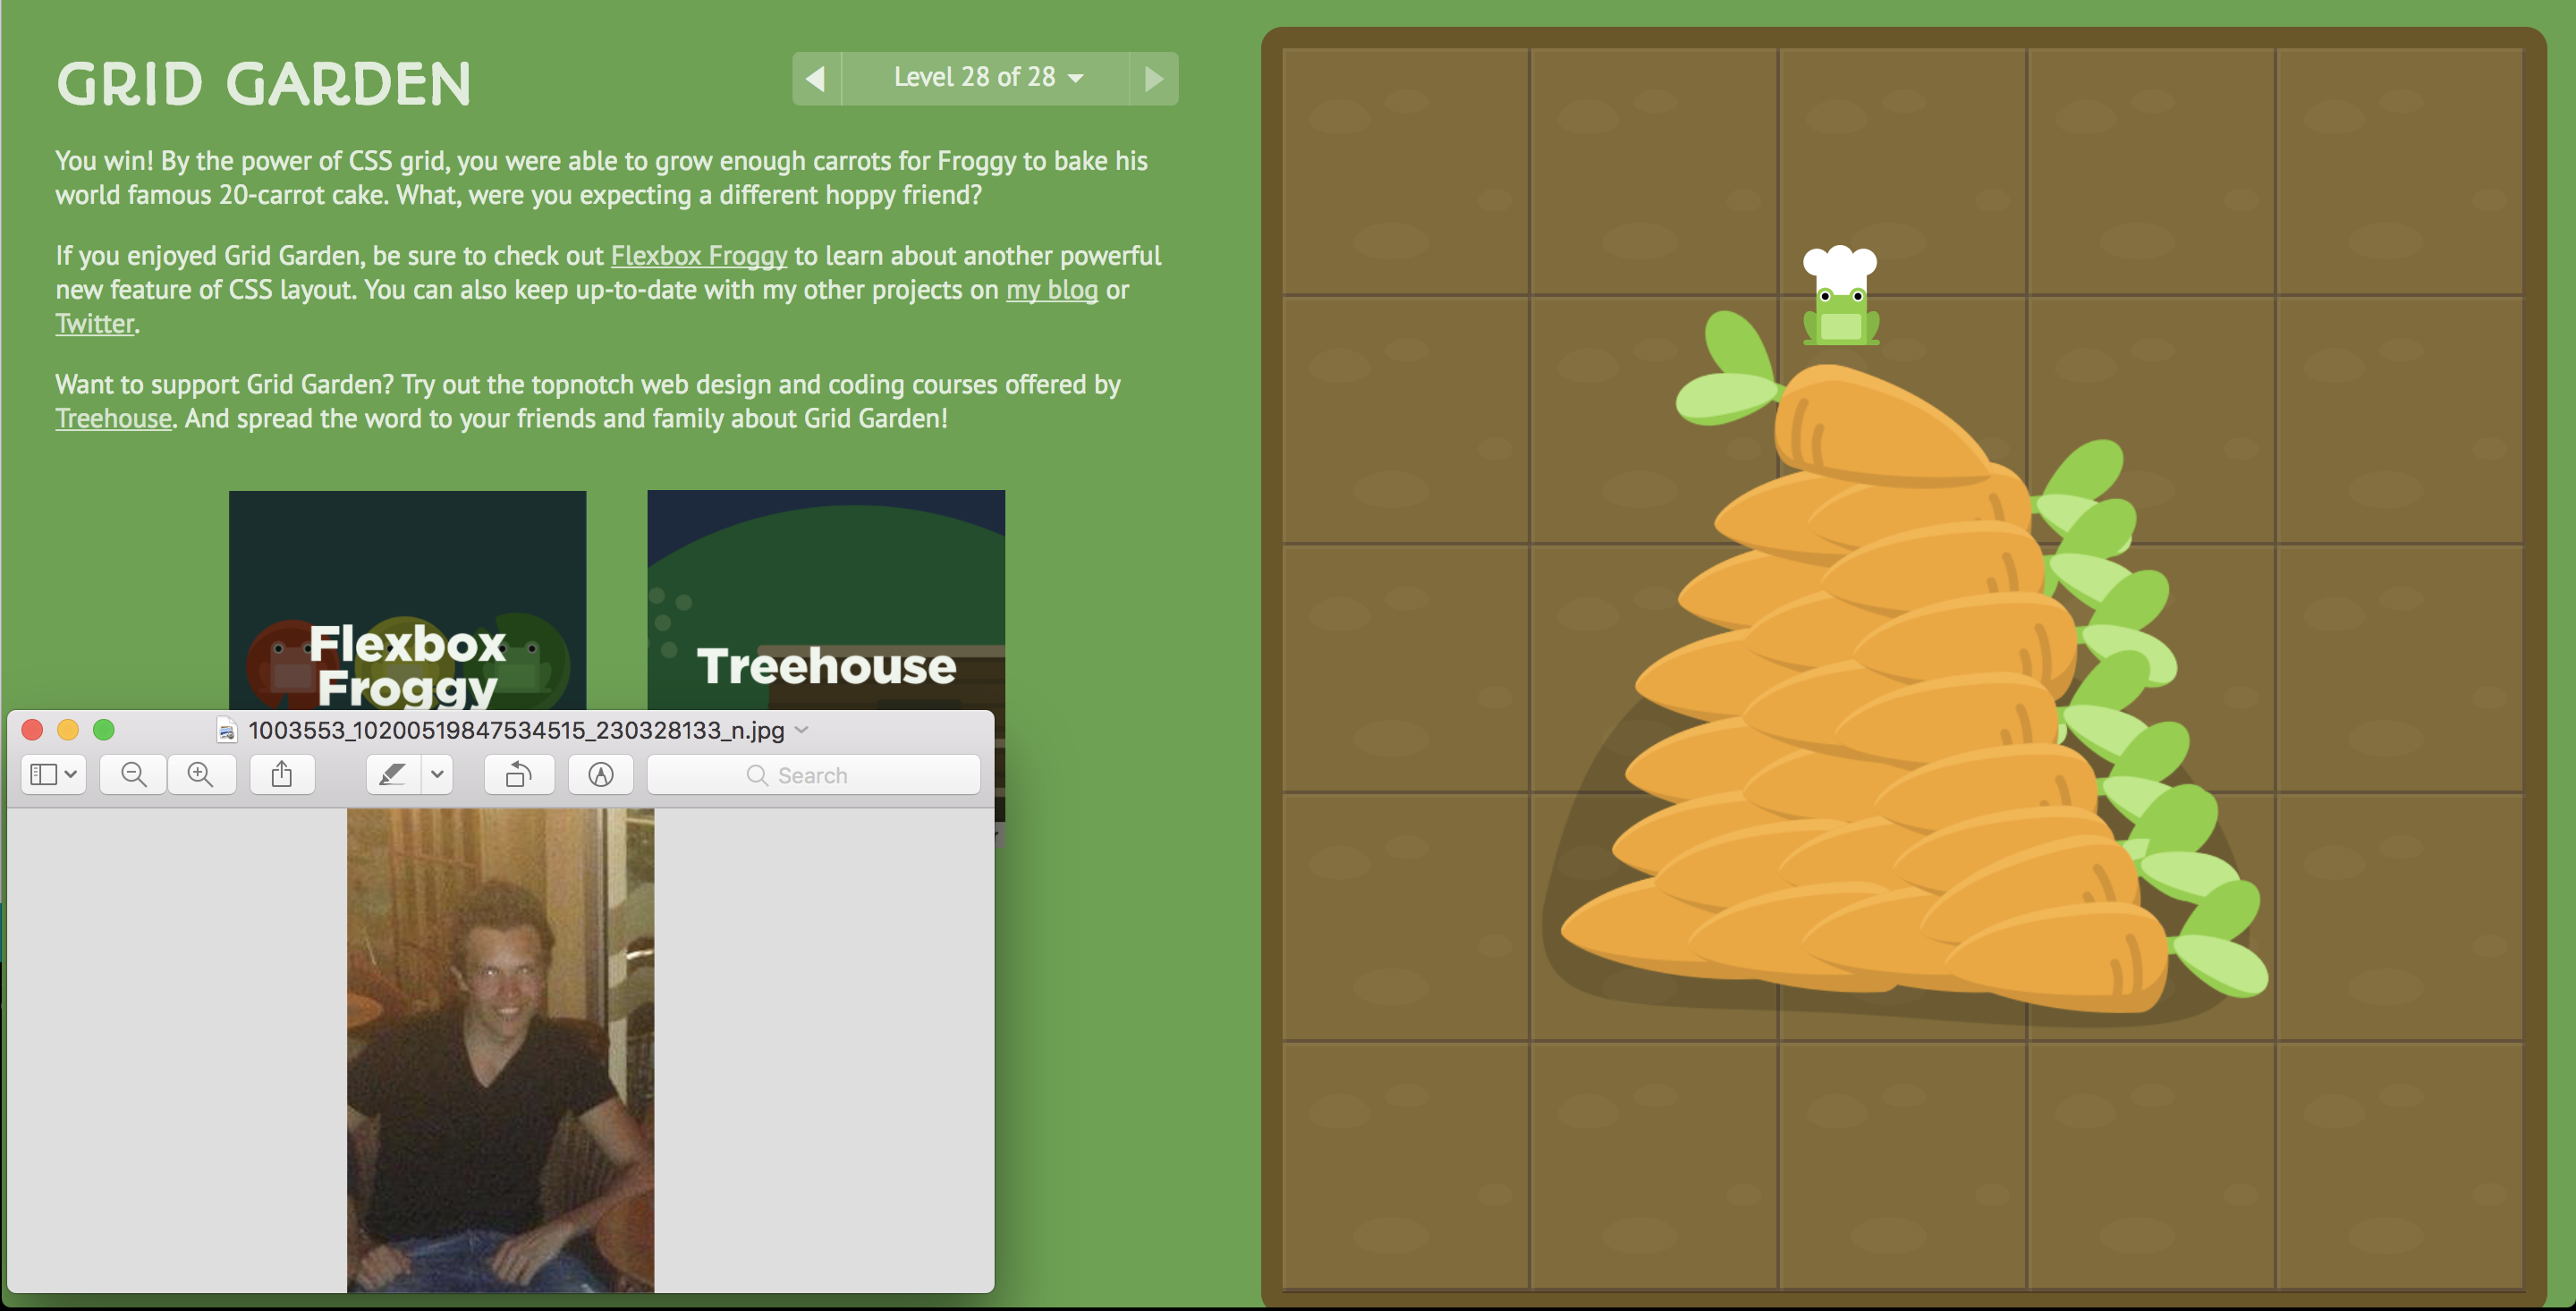 GRID GARDEN
Level 28 of 28
You win! By the power of CSS grid, you were able to grow enough carrots for Froggy to bake his
world famous 20-carrot cake. What, were you expecting a different hoppy friend?
If you enjoyed Grid Garden, be sure to check out Flexbox Froggy to learn about another powerful
new feature of CSS layout. You can also keep up-to-date with my other projects on my blog or
Twitter.
Want to support Grid Garden? Try out the topnotch web design and coding courses offered by
Treehouse. And spread the word to your friends and family about Grid Garden!
Flexbox
Froggy
Treehouse
1003553_10200519847534515_230328133_n.jpg
Search